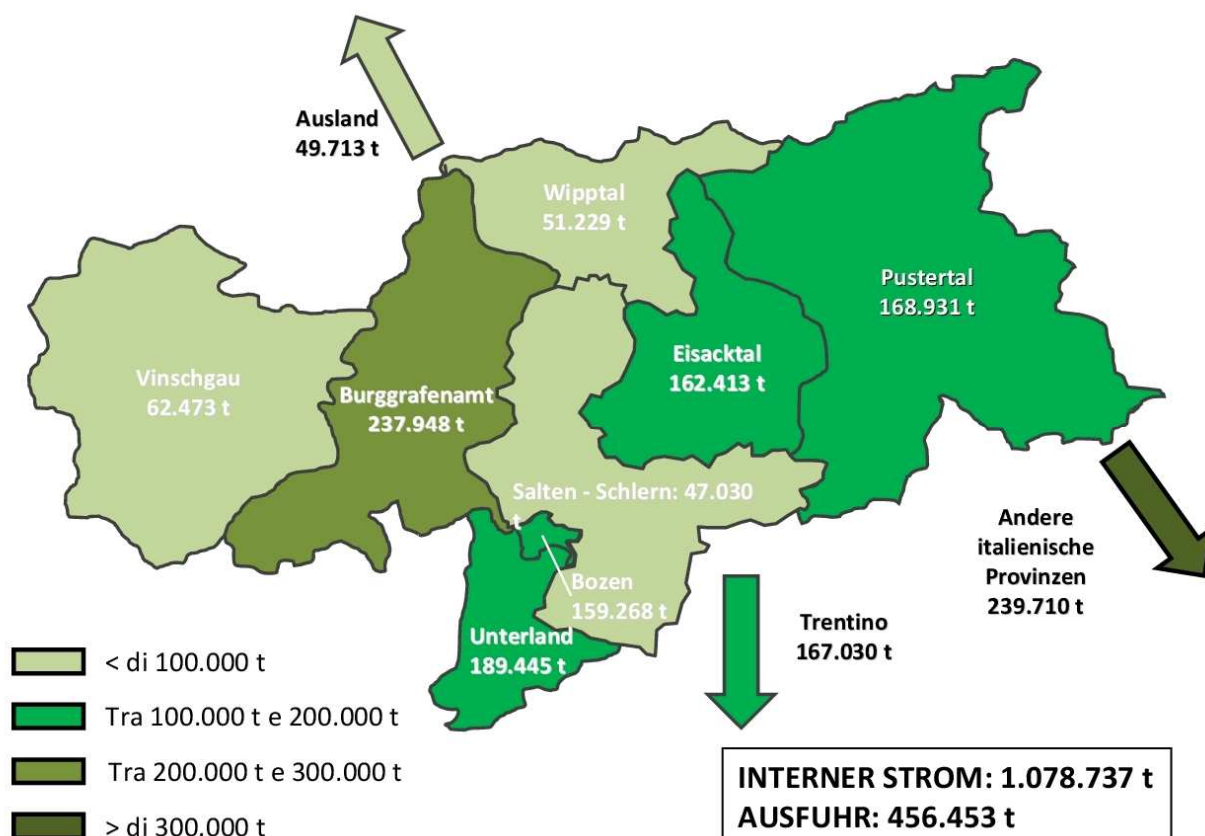 Ausland
49.713 t
Wipptal
51.229 t
Pustertal
168.931 t
Eisacktal
162.413 t
Vinschgau
62.473 t
Burggrafenamt
237.948 t
Salten - Schlern: 47.030
t
Andere
italienische
Provinzen
239.710 t
Bozen
159.268 t
Trentino
167.030 t
Unterland
189.445 t
< di 100.000 t
Tra 100.000 t e 200.000 t
Tra 200.000 t e 300.000 t
> di 300.000 t
INTERNER STROM: 1.078.737 t
AUSFUHR: 456.453 t